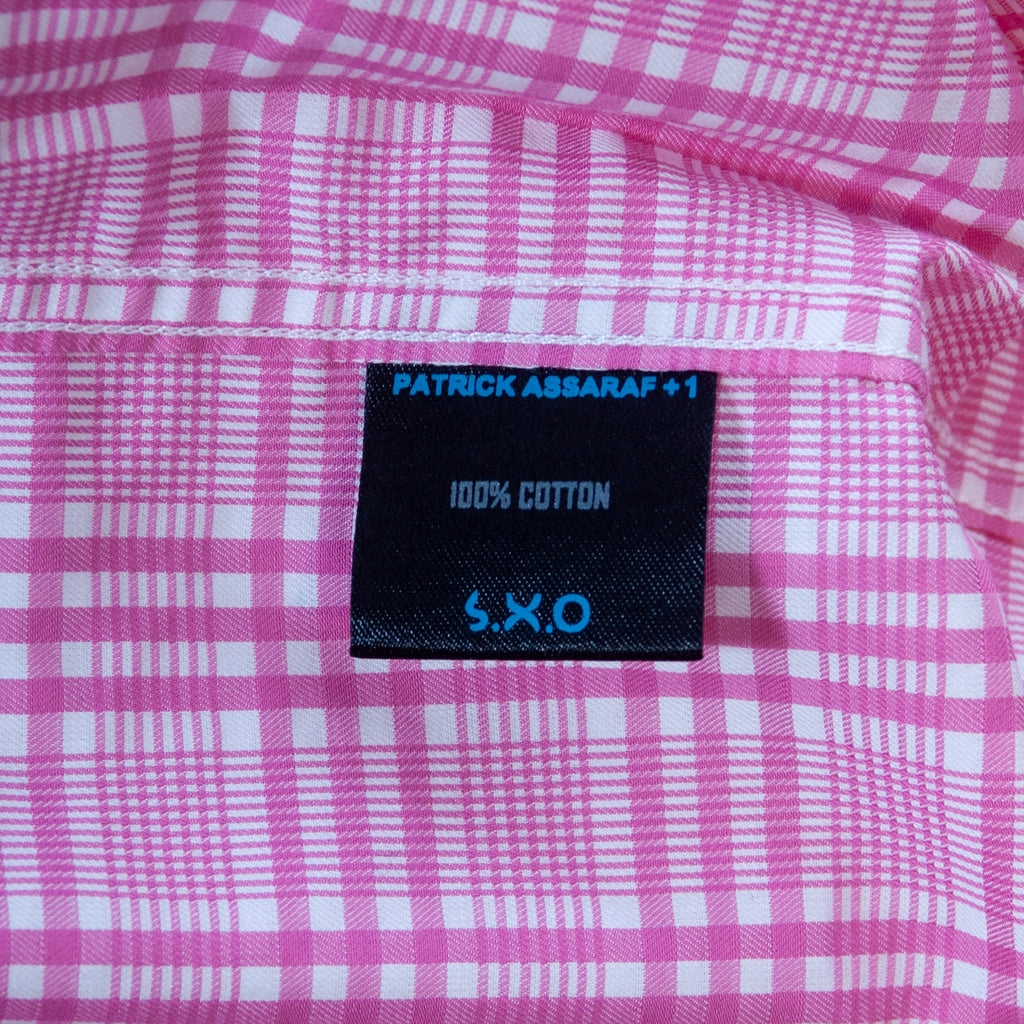 PATRICK ASSARAF + 1
100% COTTON
S.X.O